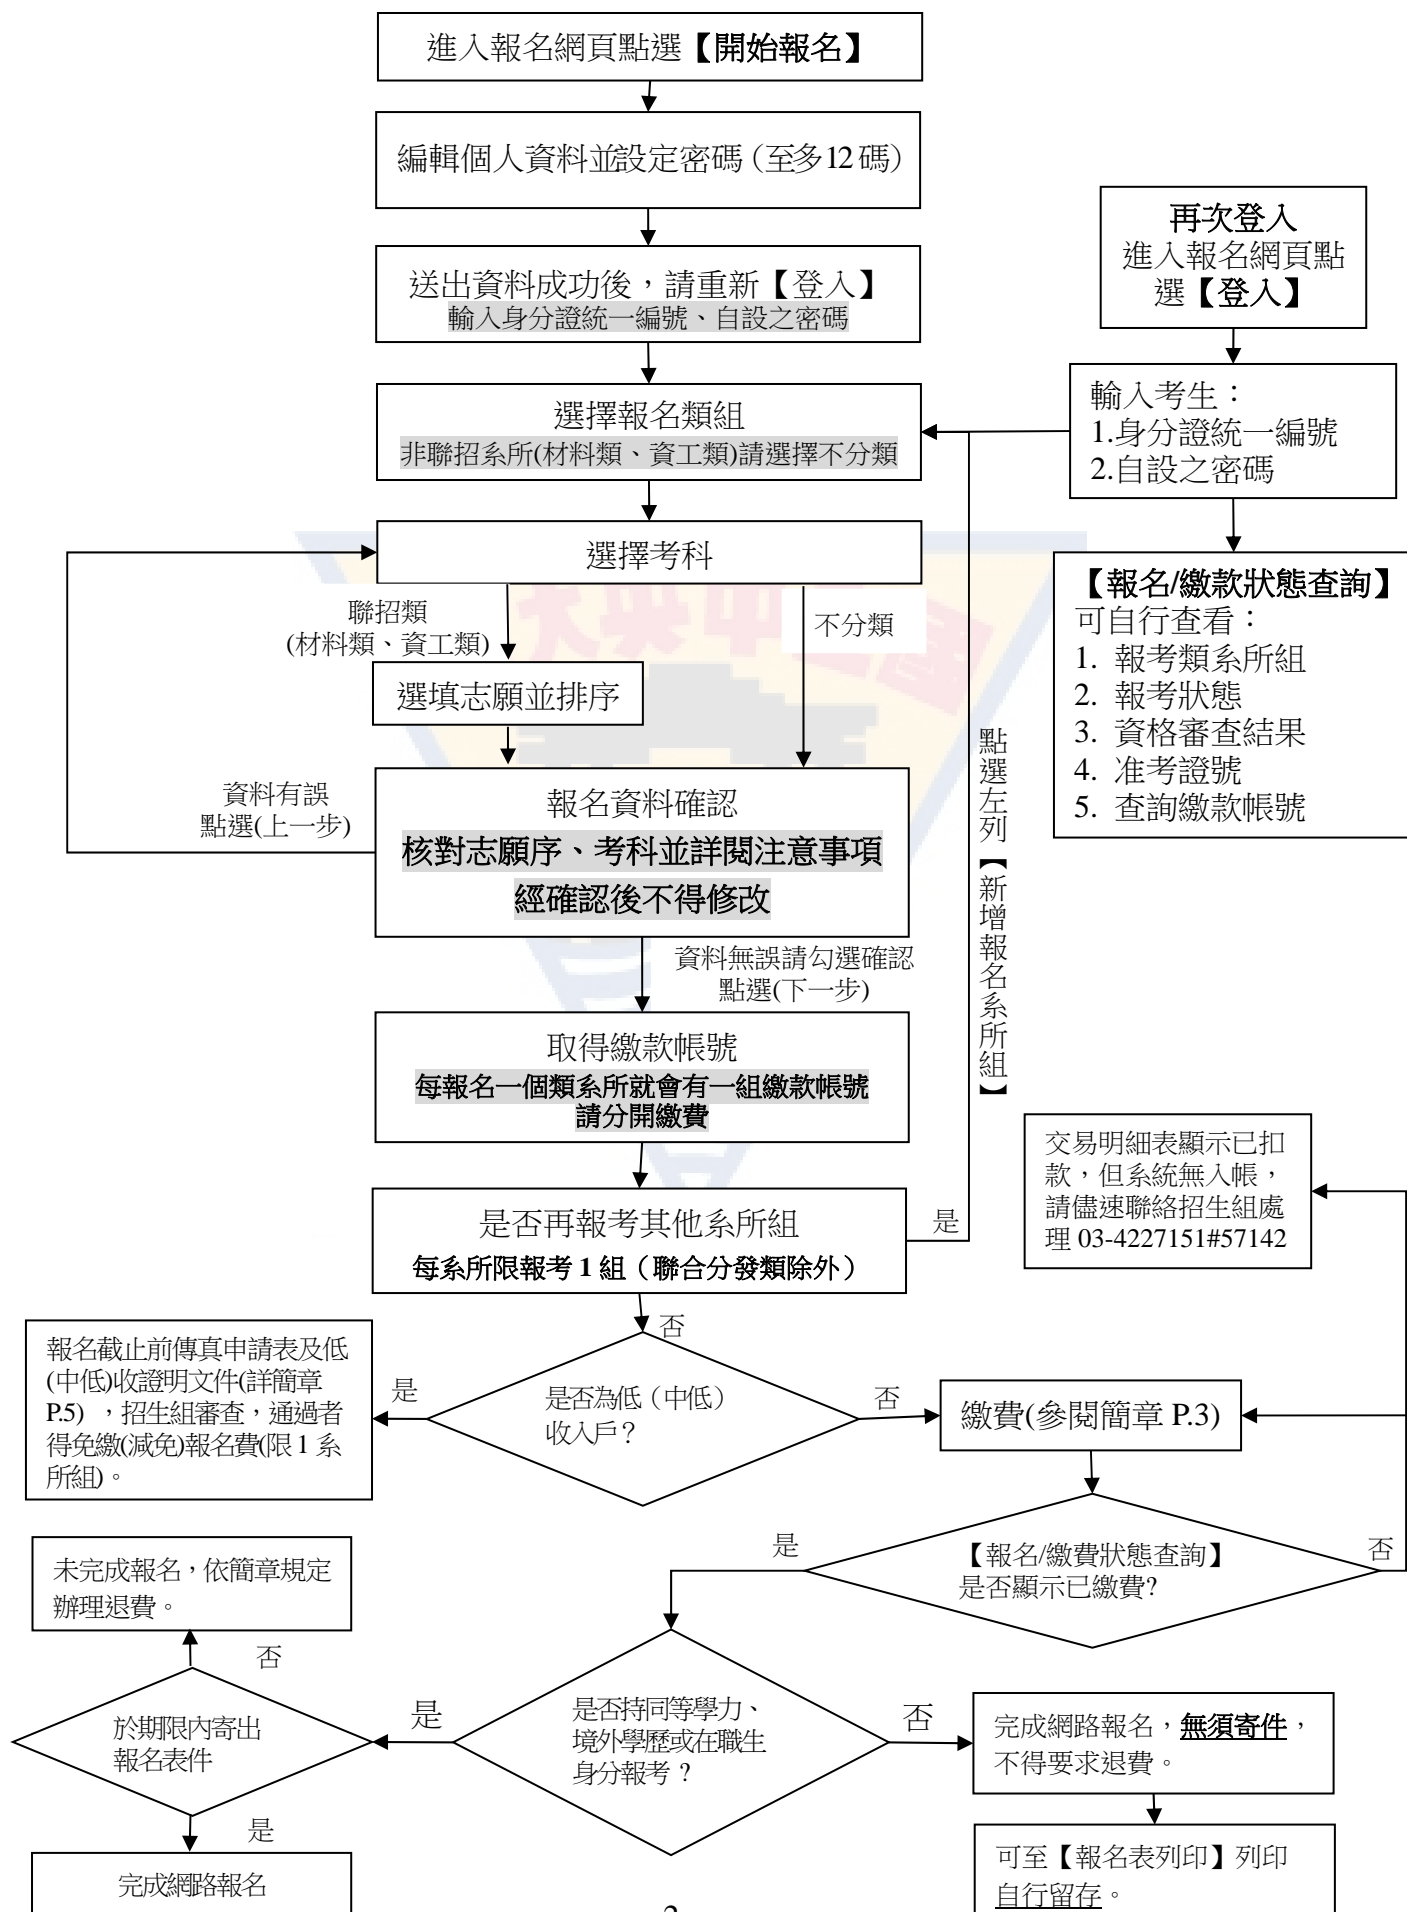 進入報名網頁點選【開始報名】
編輯個人資料並設定密碼（至多12碼）
送出資料成功後，請重新【登入】
輸入身分證統一編號、自設之密碼
再次登入
進入報名網頁點
選【登入】
選擇報名類組
非聯招系所(材料類、資工類)請選擇不分類
輸入考生：
1.身分證統一編號
2.自設之密碼
選擇考科
聯招類
(材料類、資工類)
不分類
選填志願並排序
【報名/繳款狀態查詢】
可自行查看：
1. 報考類系所組
2. 報考狀態
3. 資格審查結果
4. 准考證號
5. 查詢繳款帳號
點選左列【新增報名系所組】
資料有誤
點選(上一步)
報名資料確認
核對志願序、考科並詳閱注意事項
經確認後不得修改
資料無誤請勾選確認
點選(下一步)
取得繳款帳號
每報名一個類系所就會有一組繳款帳號
請分開繳費
是否再報考其他系所組
每系所限報考 1 組（聯合分發類除外）
是
交易明細表顯示已扣
款，但系統無入帳，
請儘速聯絡招生組處
理 03-4227151#57142
否
報名截止前傳真申請表及低
(中低)收證明文件(詳簡章
P.5) ，招生組審查，通過者
得免繳(減免)報名費(限 1 系
所組)。
是
是否為低（中低）
收入戶？
否
繳費(參閱簡章 P.3)
是
【報名/繳費狀態查詢】
是否顯示已繳費?
否
未完成報名，依簡章規定
辦理退費。
否
於期限內寄出
報名表件
是
是否持同等學力、
境外學歷或在職生
身分報考？
否
完成網路報名，無須寄件，
不得要求退費。
是
完成網路報名
可至【報名表列印】列印
自行留存。